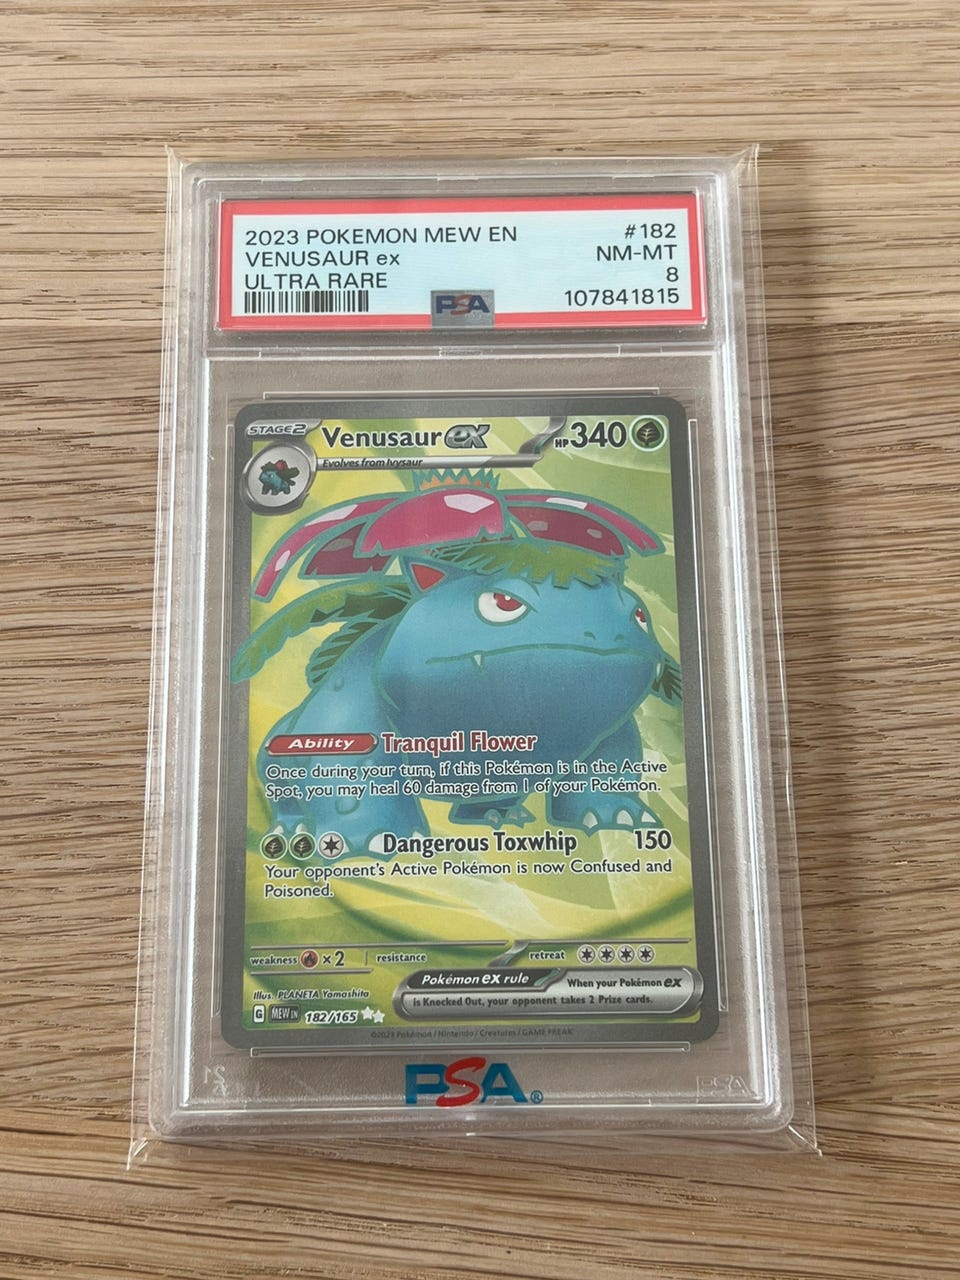 2023 POKEMON MEW EN #182
VENUSAUR ex NM-MT
ULTRA RARE 8
PSA 107841815
STAGE 2 Venusaur ex HP 340
Evolves from Ivysaur
Ability Tranquil Flower
Once during your turn, if this Pokémon is in the Active
Spot, you may heal 60 damage from 1 of your Pokémon.
Dangerous Toxwhip 150
Your opponent's Active Pokémon is now Confused and
Poisoned.
weakness ×2 resistance retreat
Pokémon ex rule When your Pokémon ex
is Knocked Out, your opponent takes 2 Prize cards.
Illus. PLANETA Yamashita
G MEW EN 182/165
©2023 Pokémon / Nintendo / Creatures / GAME FREAK
PSA®
PSA